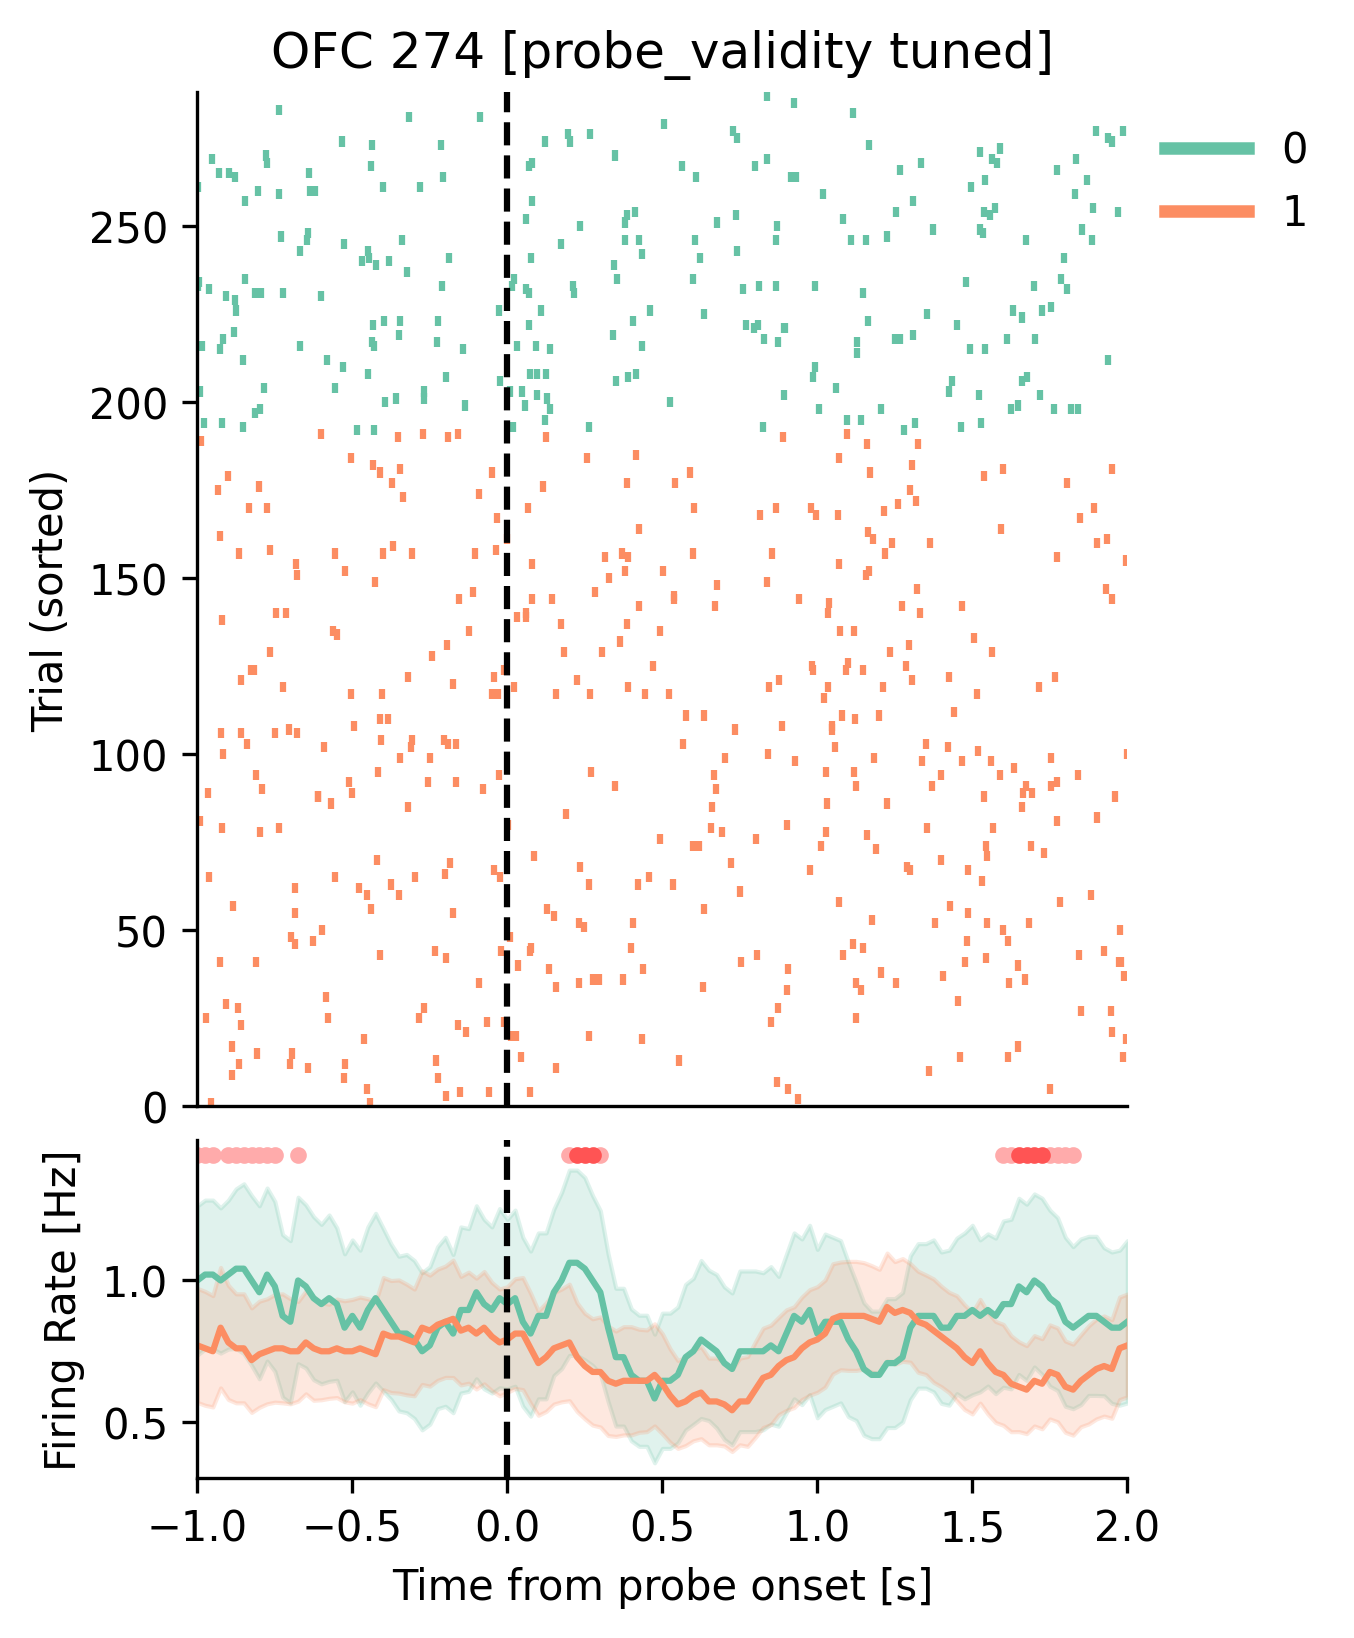 OFC 274 [probe_validity tuned]
0
1
250
200
150
100
50
0
Trial (sorted)
1.0
0.5
Firing Rate [Hz]
−1.0 −0.5 0.0 0.5 1.0 1.5 2.0
Time from probe onset [s]